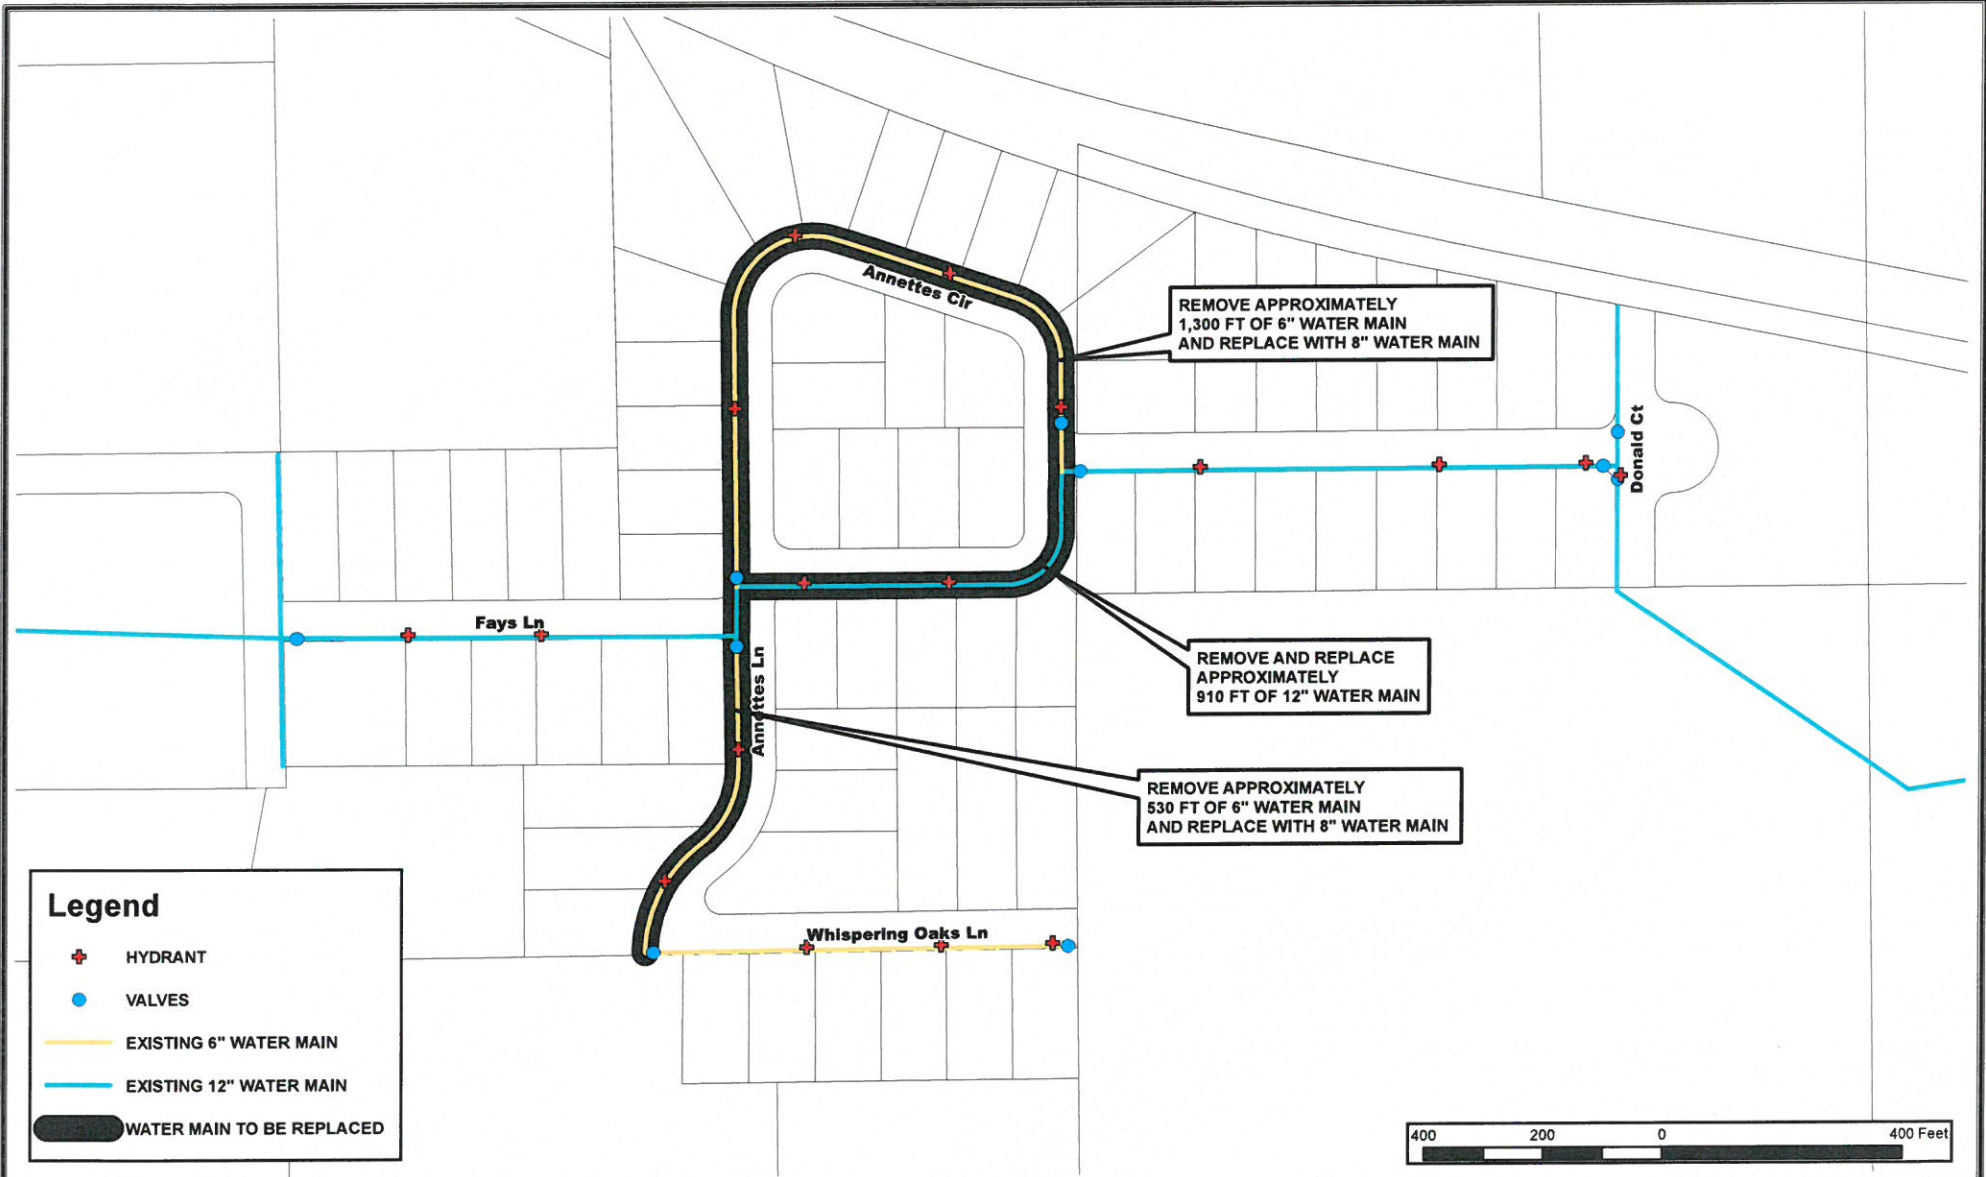 Annettes Cir
REMOVE APPROXIMATELY
1,300 FT OF 6" WATER MAIN
AND REPLACE WITH 8" WATER MAIN
Donald Ct
Fays Ln
Annettes Ln
REMOVE AND REPLACE
APPROXIMATELY
910 FT OF 12" WATER MAIN
REMOVE APPROXIMATELY
530 FT OF 6" WATER MAIN
AND REPLACE WITH 8" WATER MAIN
Whispering Oaks Ln
Legend
HYDRANT
VALVES
EXISTING 6" WATER MAIN
EXISTING 12" WATER MAIN
WATER MAIN TO BE REPLACED
400 200 0 400 Feet